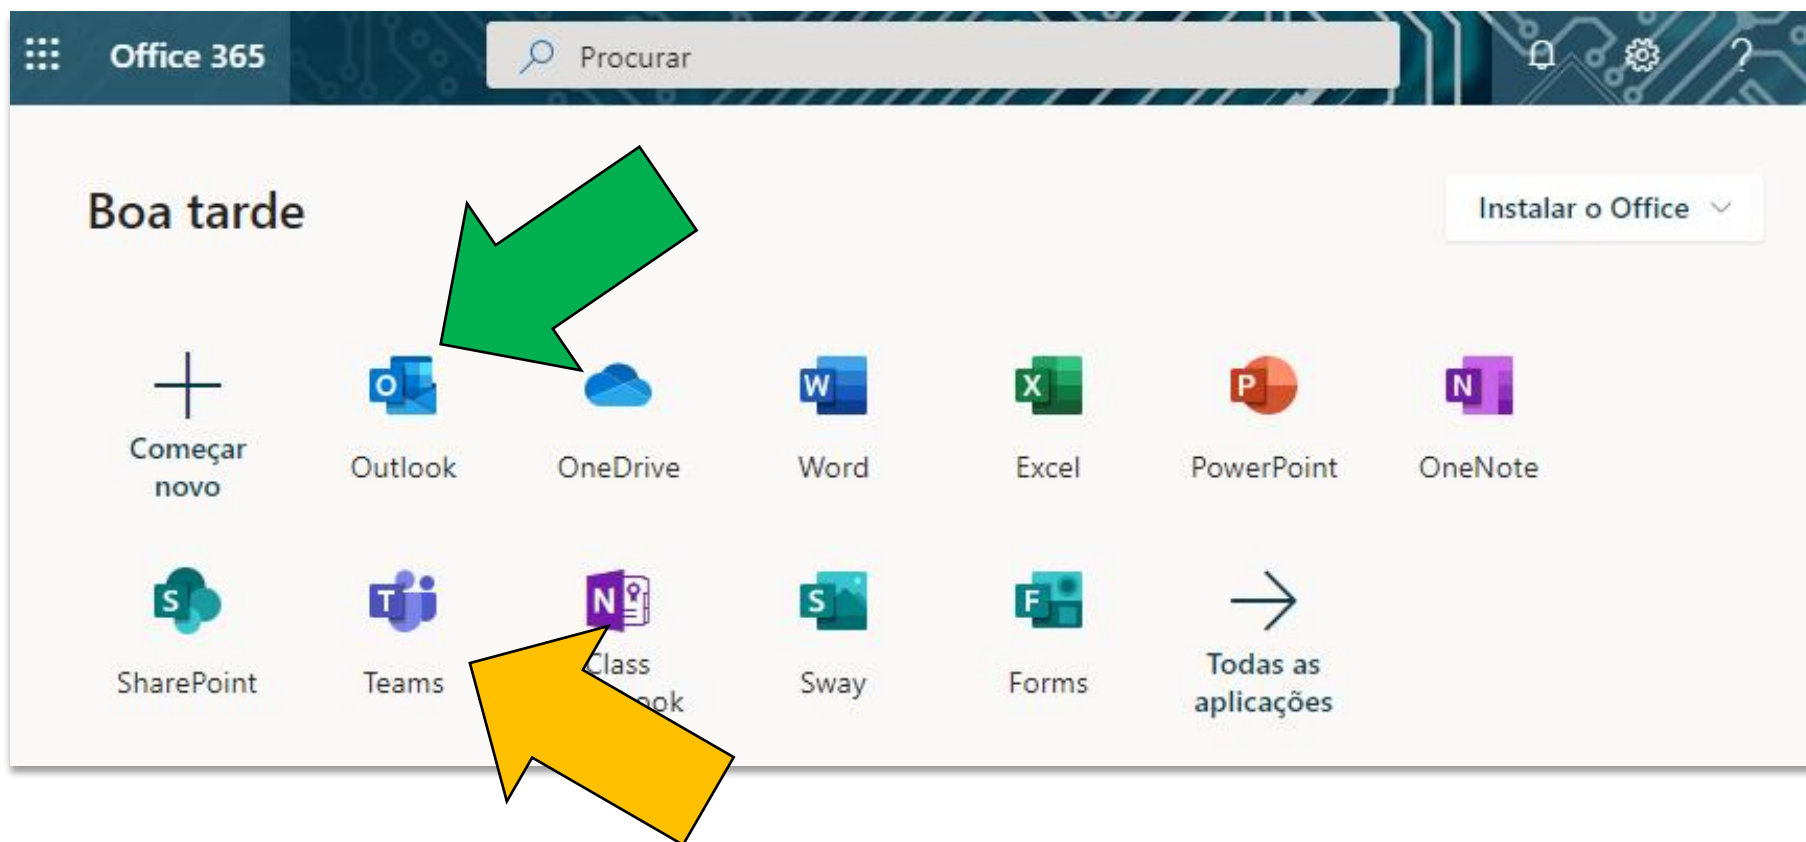 Office 365
Procurar
Boa tarde
Instalar o Office
Começar
novo
Outlook
OneDrive
Word
Excel
PowerPoint
OneNote
SharePoint
Teams
Class
Sway
Forms
Todas as
aplicações